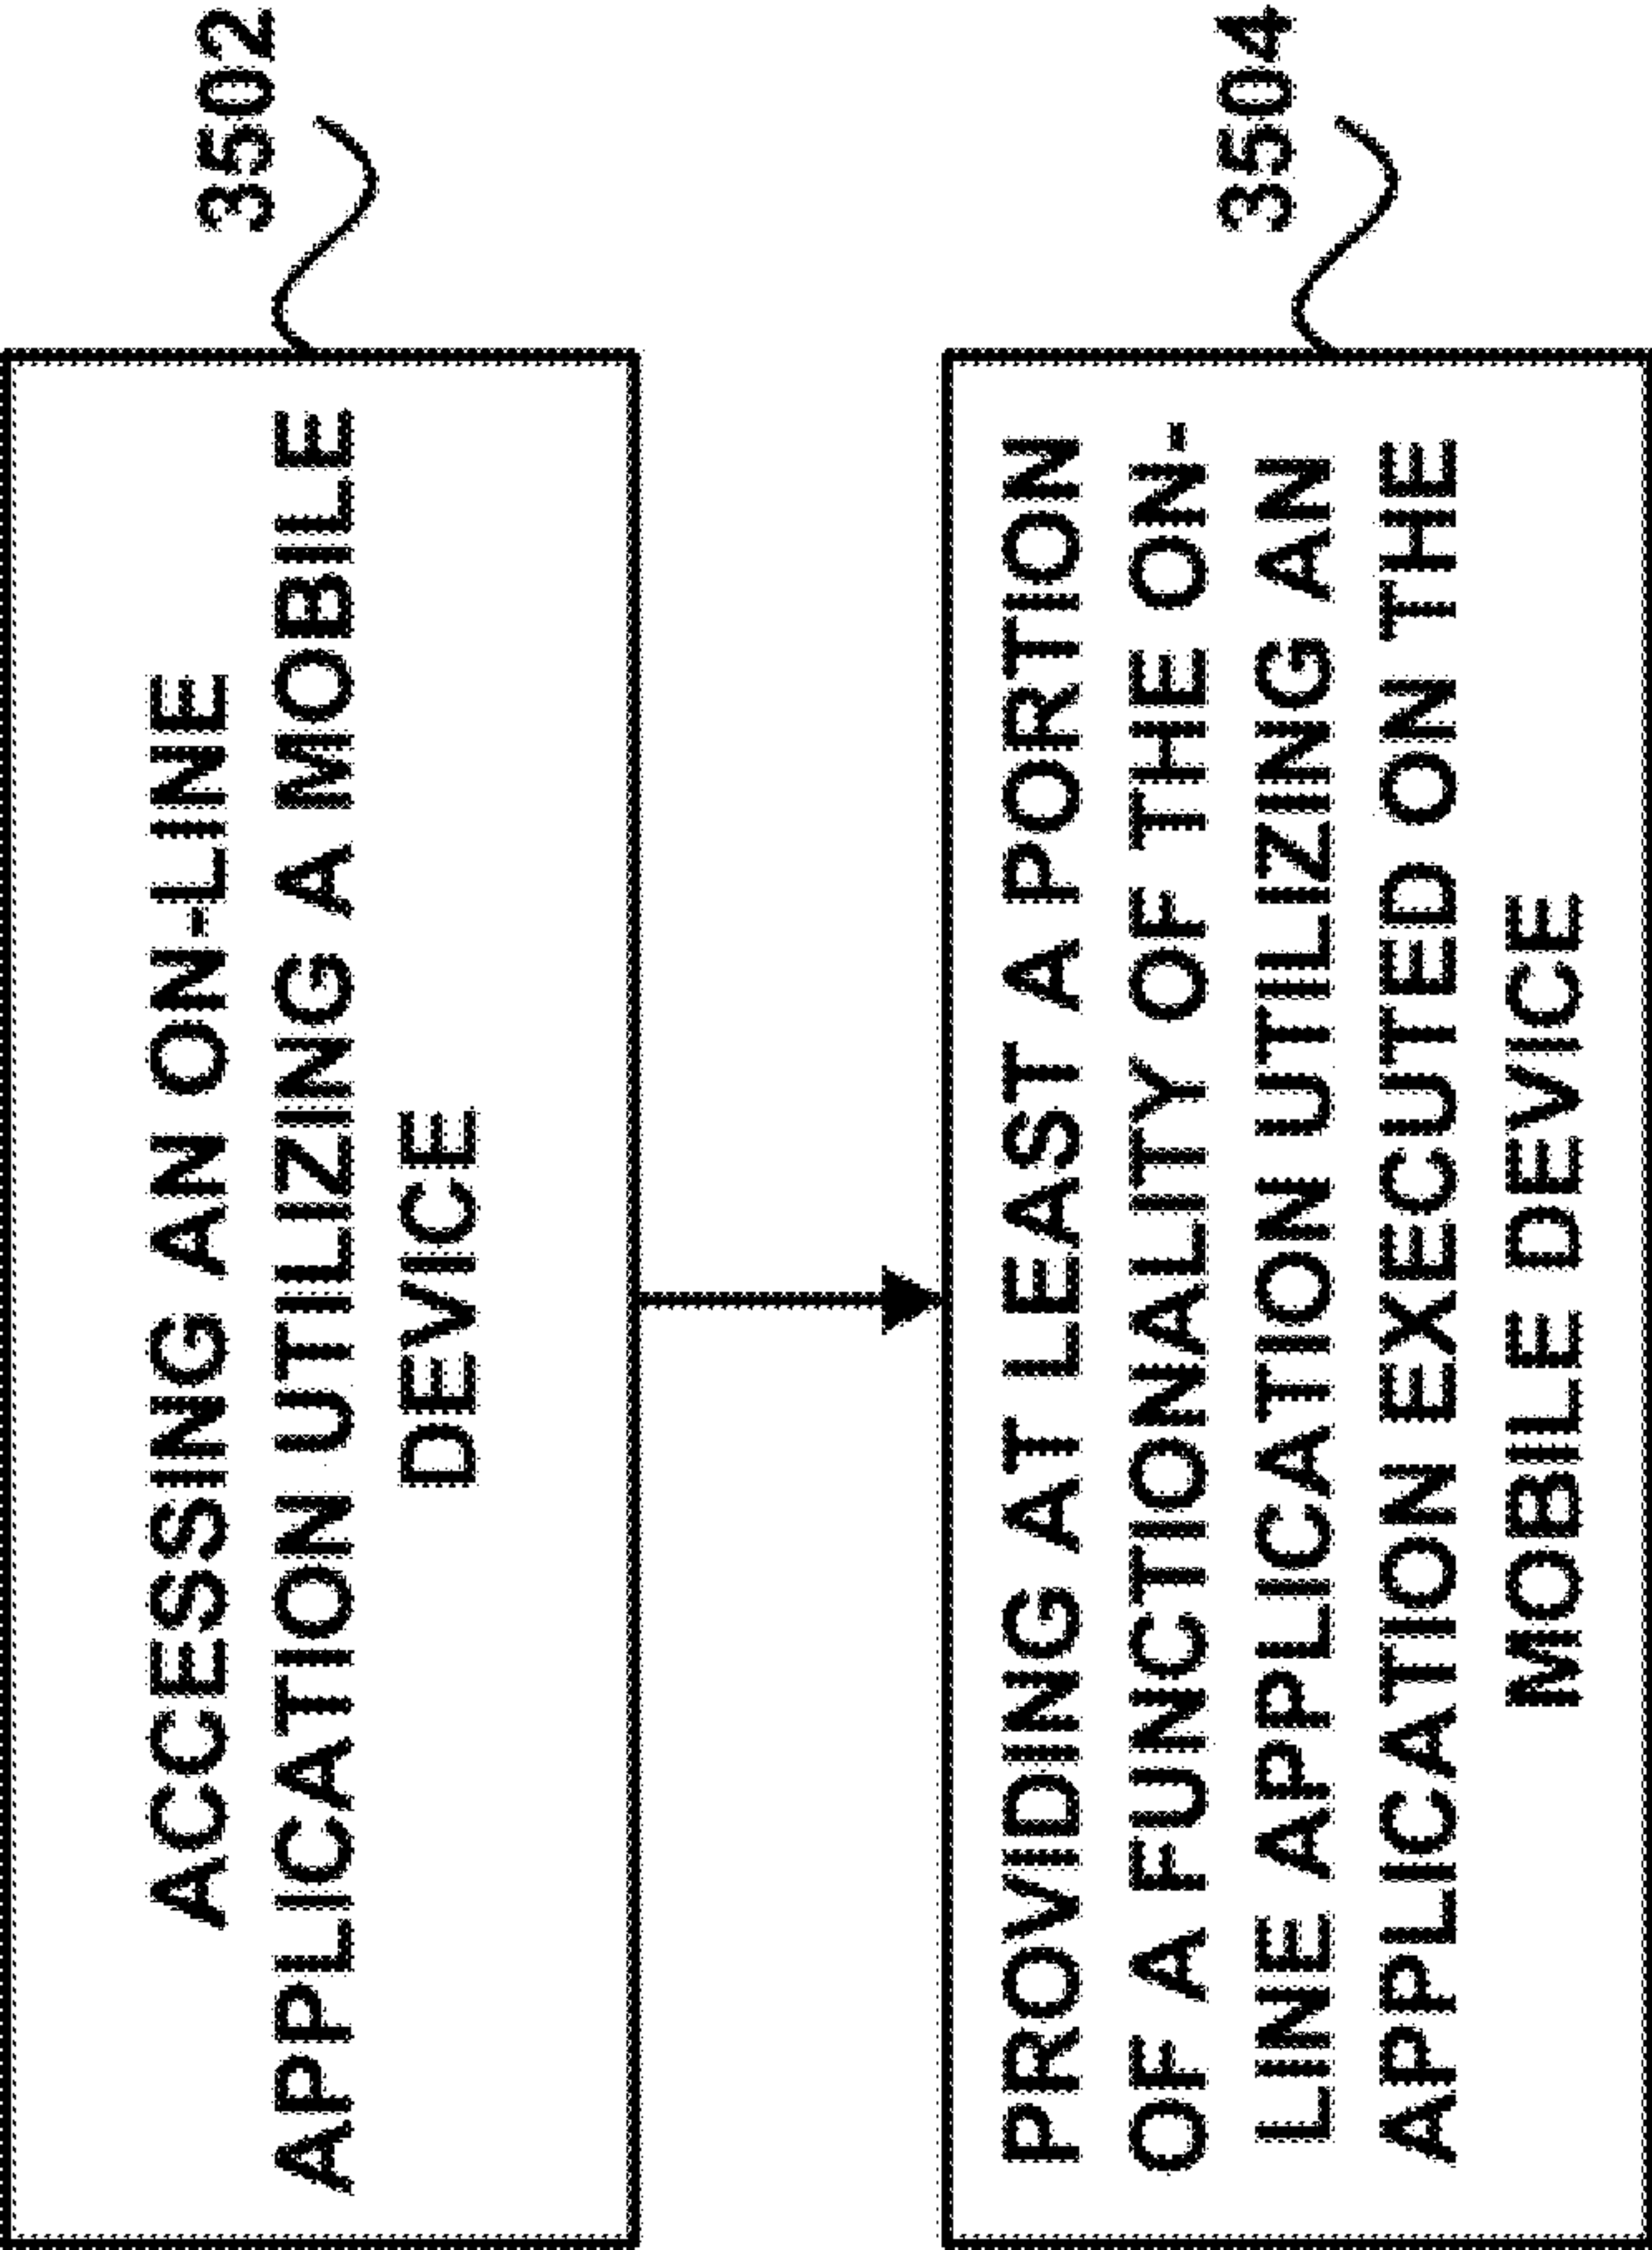 ACCESSING AN ON-LINE
APPLICATION UTILIZING A MOBILE
DEVICE
3502
PROVIDING AT LEAST A PORTION
OF A FUNCTIONALITY OF THE ON-
LINE APPLICATION UTILIZING AN
APPLICATION EXECUTED ON THE
MOBILE DEVICE
3504